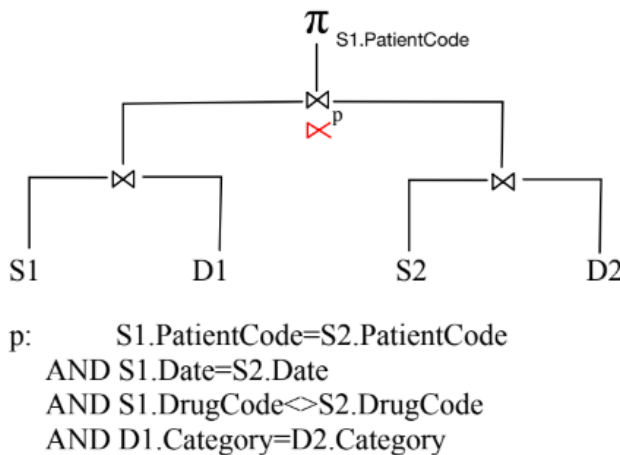 π S1.PatientCode
p
S1 D1 S2 D2
p: S1.PatientCode=S2.PatientCode
AND S1.Date=S2.Date
AND S1.DrugCode<>S2.DrugCode
AND D1.Category=D2.Category